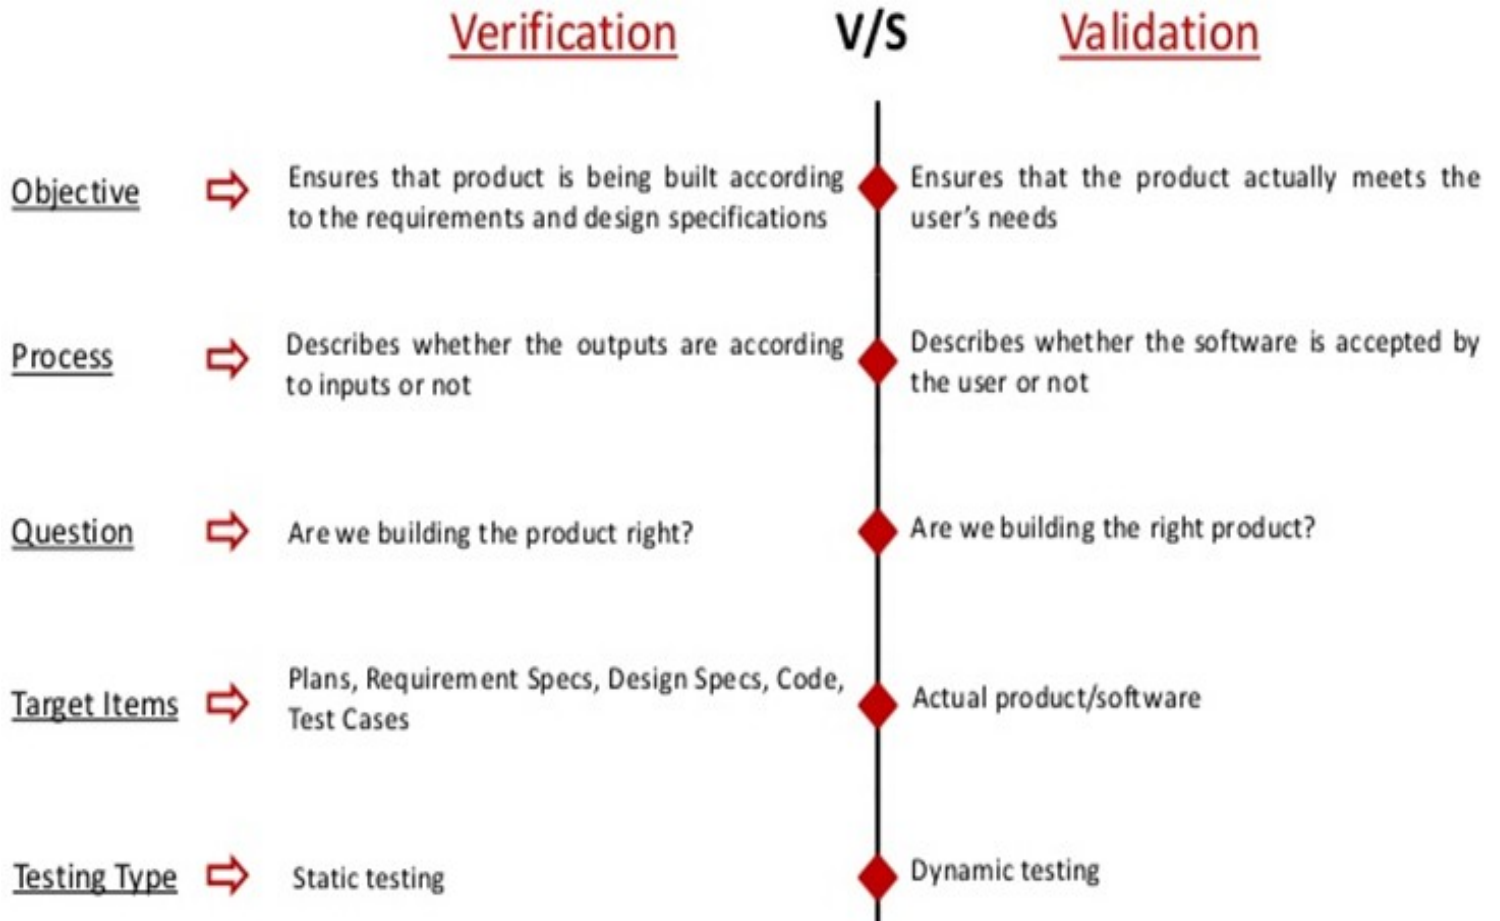 Verification V/S Validation
Objective
Ensures that product is being built according
to the requirements and design specifications
Ensures that the product actually meets the
user's needs
Process
Describes whether the outputs are according
to inputs or not
Describes whether the software is accepted by
the user or not
Question
Are we building the product right?
Are we building the right product?
Target Items
Plans, Requirement Specs, Design Specs, Code,
Test Cases
Actual product/software
Testing Type
Static testing
Dynamic testing